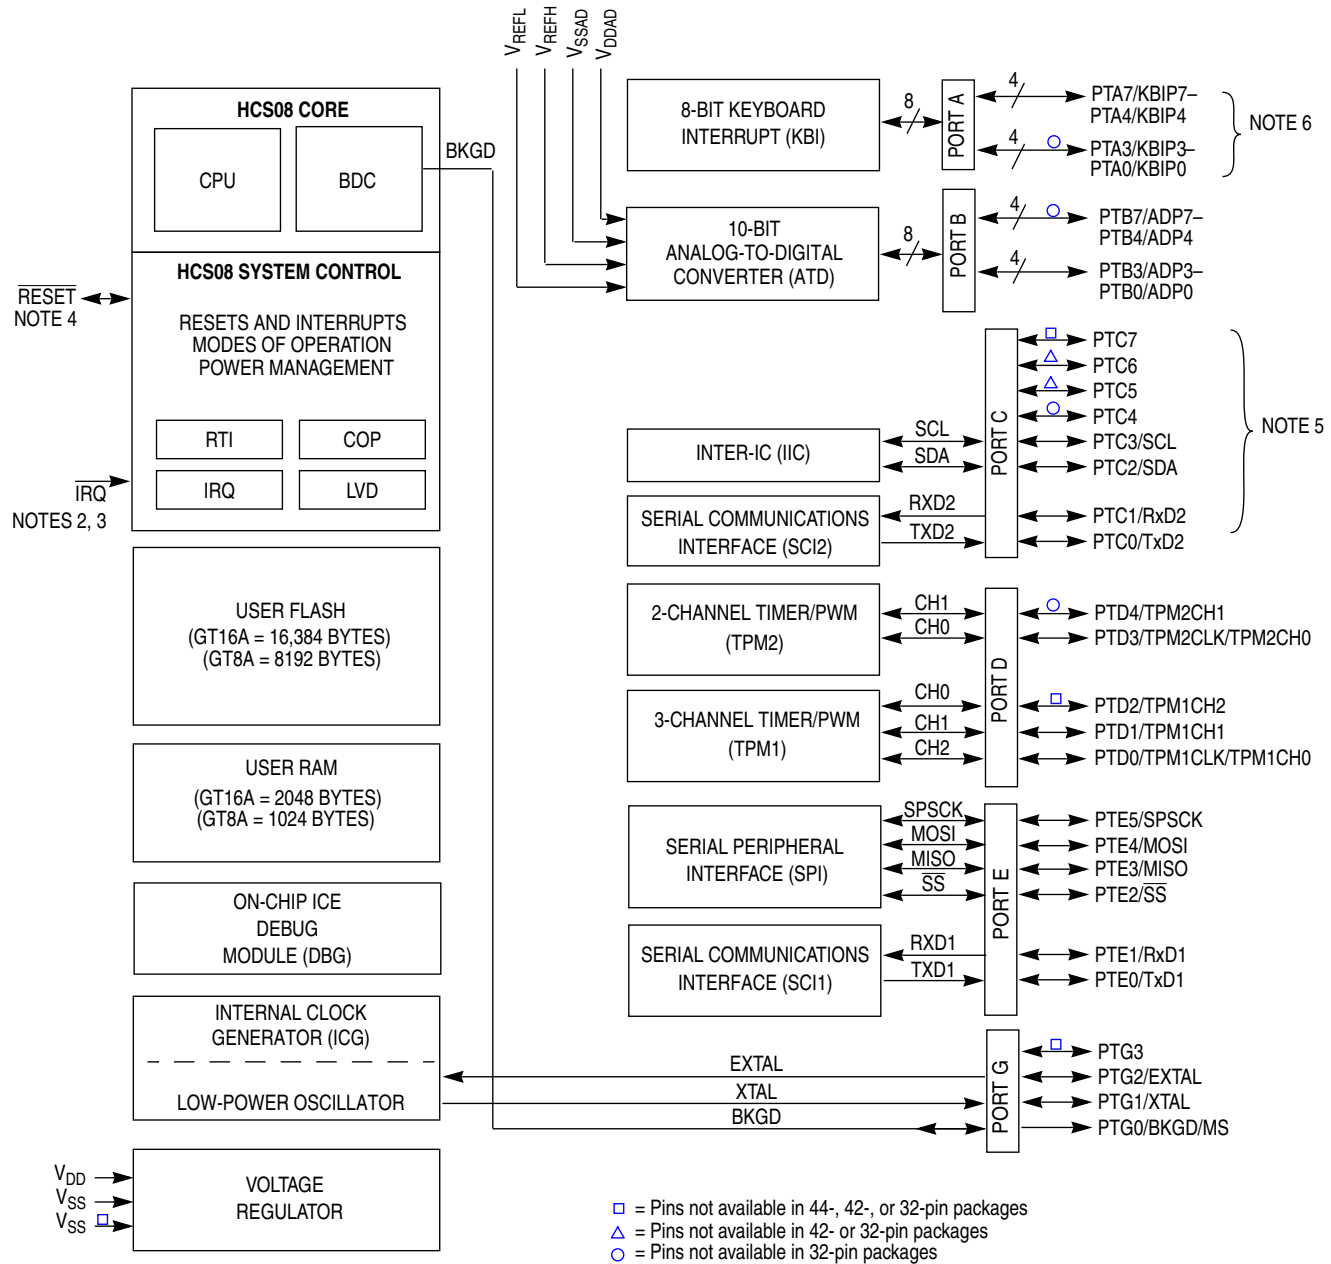 V_REFL
V_REFH
V_SSAD
V_DDAD
HCS08 CORE
CPU
BDC
BKGD
HCS08 SYSTEM CONTROL
RESETS AND INTERRUPTS
MODES OF OPERATION
POWER MANAGEMENT
RTI
COP
IRQ
LVD
RESET
NOTE 4
IRQ
NOTES 2, 3
USER FLASH
(GT16A = 16,384 BYTES)
(GT8A = 8192 BYTES)
USER RAM
(GT16A = 2048 BYTES)
(GT8A = 1024 BYTES)
ON-CHIP ICE
DEBUG
MODULE (DBG)
INTERNAL CLOCK
GENERATOR (ICG)
LOW-POWER OSCILLATOR
V_DD
V_SS
V_SS
VOLTAGE
REGULATOR
8-BIT KEYBOARD
INTERRUPT (KBI)
8
PORT A
4
PTA7/KBIP7–
PTA4/KBIP4
4
PTA3/KBIP3–
PTA0/KBIP0
NOTE 6
10-BIT
ANALOG-TO-DIGITAL
CONVERTER (ATD)
8
PORT B
4
PTB7/ADP7–
PTB4/ADP4
4
PTB3/ADP3–
PTB0/ADP0
INTER-IC (IIC)
SCL
SDA
SERIAL COMMUNICATIONS
INTERFACE (SCI2)
RXD2
TXD2
PORT C
PTC7
PTC6
PTC5
PTC4
PTC3/SCL
PTC2/SDA
PTC1/RxD2
PTC0/TxD2
NOTE 5
2-CHANNEL TIMER/PWM
(TPM2)
CH1
CH0
3-CHANNEL TIMER/PWM
(TPM1)
CH0
CH1
CH2
PORT D
PTD4/TPM2CH1
PTD3/TPM2CLK/TPM2CH0
PTD2/TPM1CH2
PTD1/TPM1CH1
PTD0/TPM1CLK/TPM1CH0
SERIAL PERIPHERAL
INTERFACE (SPI)
SPSCK
MOSI
MISO
SS
SERIAL COMMUNICATIONS
INTERFACE (SCI1)
RXD1
TXD1
PORT E
PTE5/SPSCK
PTE4/MOSI
PTE3/MISO
PTE2/SS
PTE1/RxD1
PTE0/TxD1
EXTAL
XTAL
BKGD
PORT G
PTG3
PTG2/EXTAL
PTG1/XTAL
PTG0/BKGD/MS
= Pins not available in 44-, 42-, or 32-pin packages
= Pins not available in 42- or 32-pin packages
= Pins not available in 32-pin packages